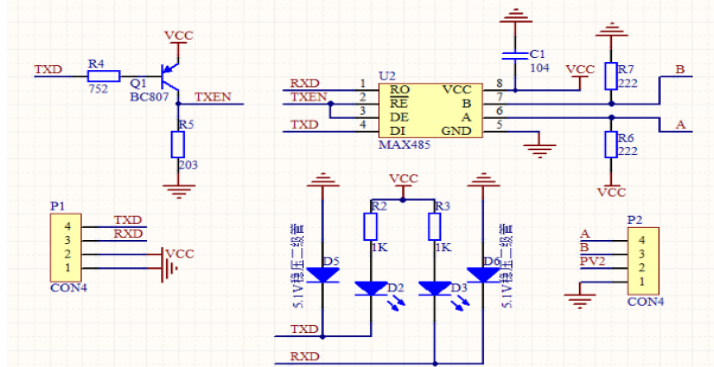 VCC
TXD
R4
752
Q1
BC807
TXEN
R5
203
U2
RXD 1 RO VCC 8 VCC
TXEN 2 RE B 7
3 DE A 6
TXD 4 DI GND 5
MAX485
C1
104
R7
222
B
A
R6
222
VCC
P1
4 TXD
3 RXD
2 VCC
1
CON4
VCC
R2
1K
R3
1K
D5
5.1V稳压二级管
D2
D3
D6
5.1V稳压二级管
TXD
RXD
P2
A 4
B 3
PV2 2
1
CON4